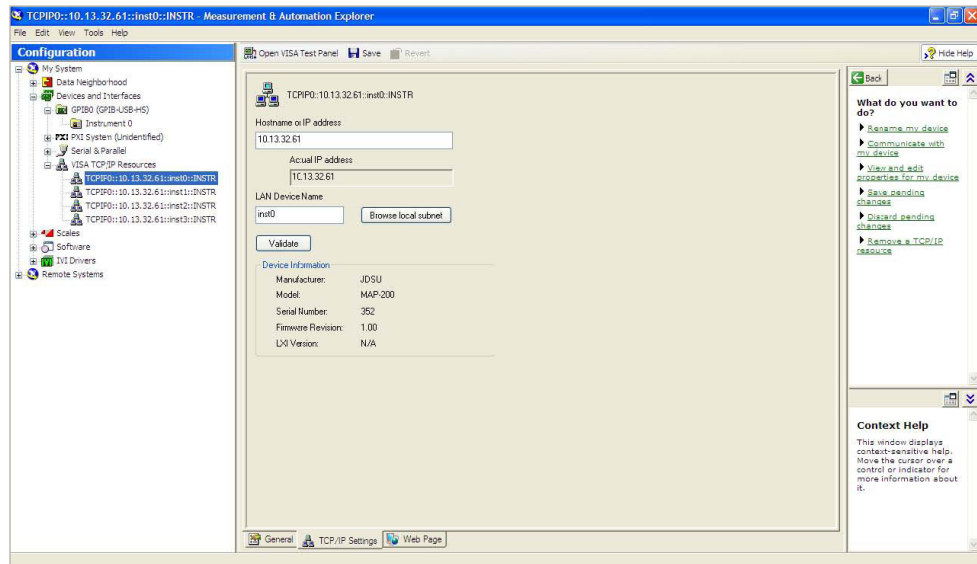 TCPIP0::10.13.32.61::inst0::INSTR - Measurement & Automation Explorer
File Edit View Tools Help
Configuration
My System
Data Neighborhood
Devices and Interfaces
GPIB0 (GPIB-USB-HS)
Instrument 0
PXI PXI System (Unidentified)
Serial & Parallel
VISA TCP/IP Resources
TCPIP0::10.13.32.61::inst0::INSTR
TCPIP0::10.13.32.61::inst1::INSTR
TCPIP0::10.13.32.61::inst2::INSTR
TCPIP0::10.13.32.61::inst3::INSTR
Scales
Software
IVI Drivers
Remote Systems
Open VISA Test Panel Save Revert
Hide Help
TCPIP0::10.13.32.61::inst0::INSTR
Hostname or IP address
10.13.32.61
Actual IP address
10.13.32.61
LAN Device Name
inst0 Browse local subnet
Validate
Device Information
Manufacturer: JDSU
Model: MAP-200
Serial Number: 352
Firmware Revision: 1.00
LXI Version: N/A
General TCP/IP Settings Web Page
Back
What do you want to
do?
Rename my device
Communicate with
my device
View and edit
properties for my device
Save pending
changes
Discard pending
changes
Remove a TCP/IP
resource
Context Help
This window displays
context-sensitive help.
Move the cursor over a
control or indicator for
more information about
it.